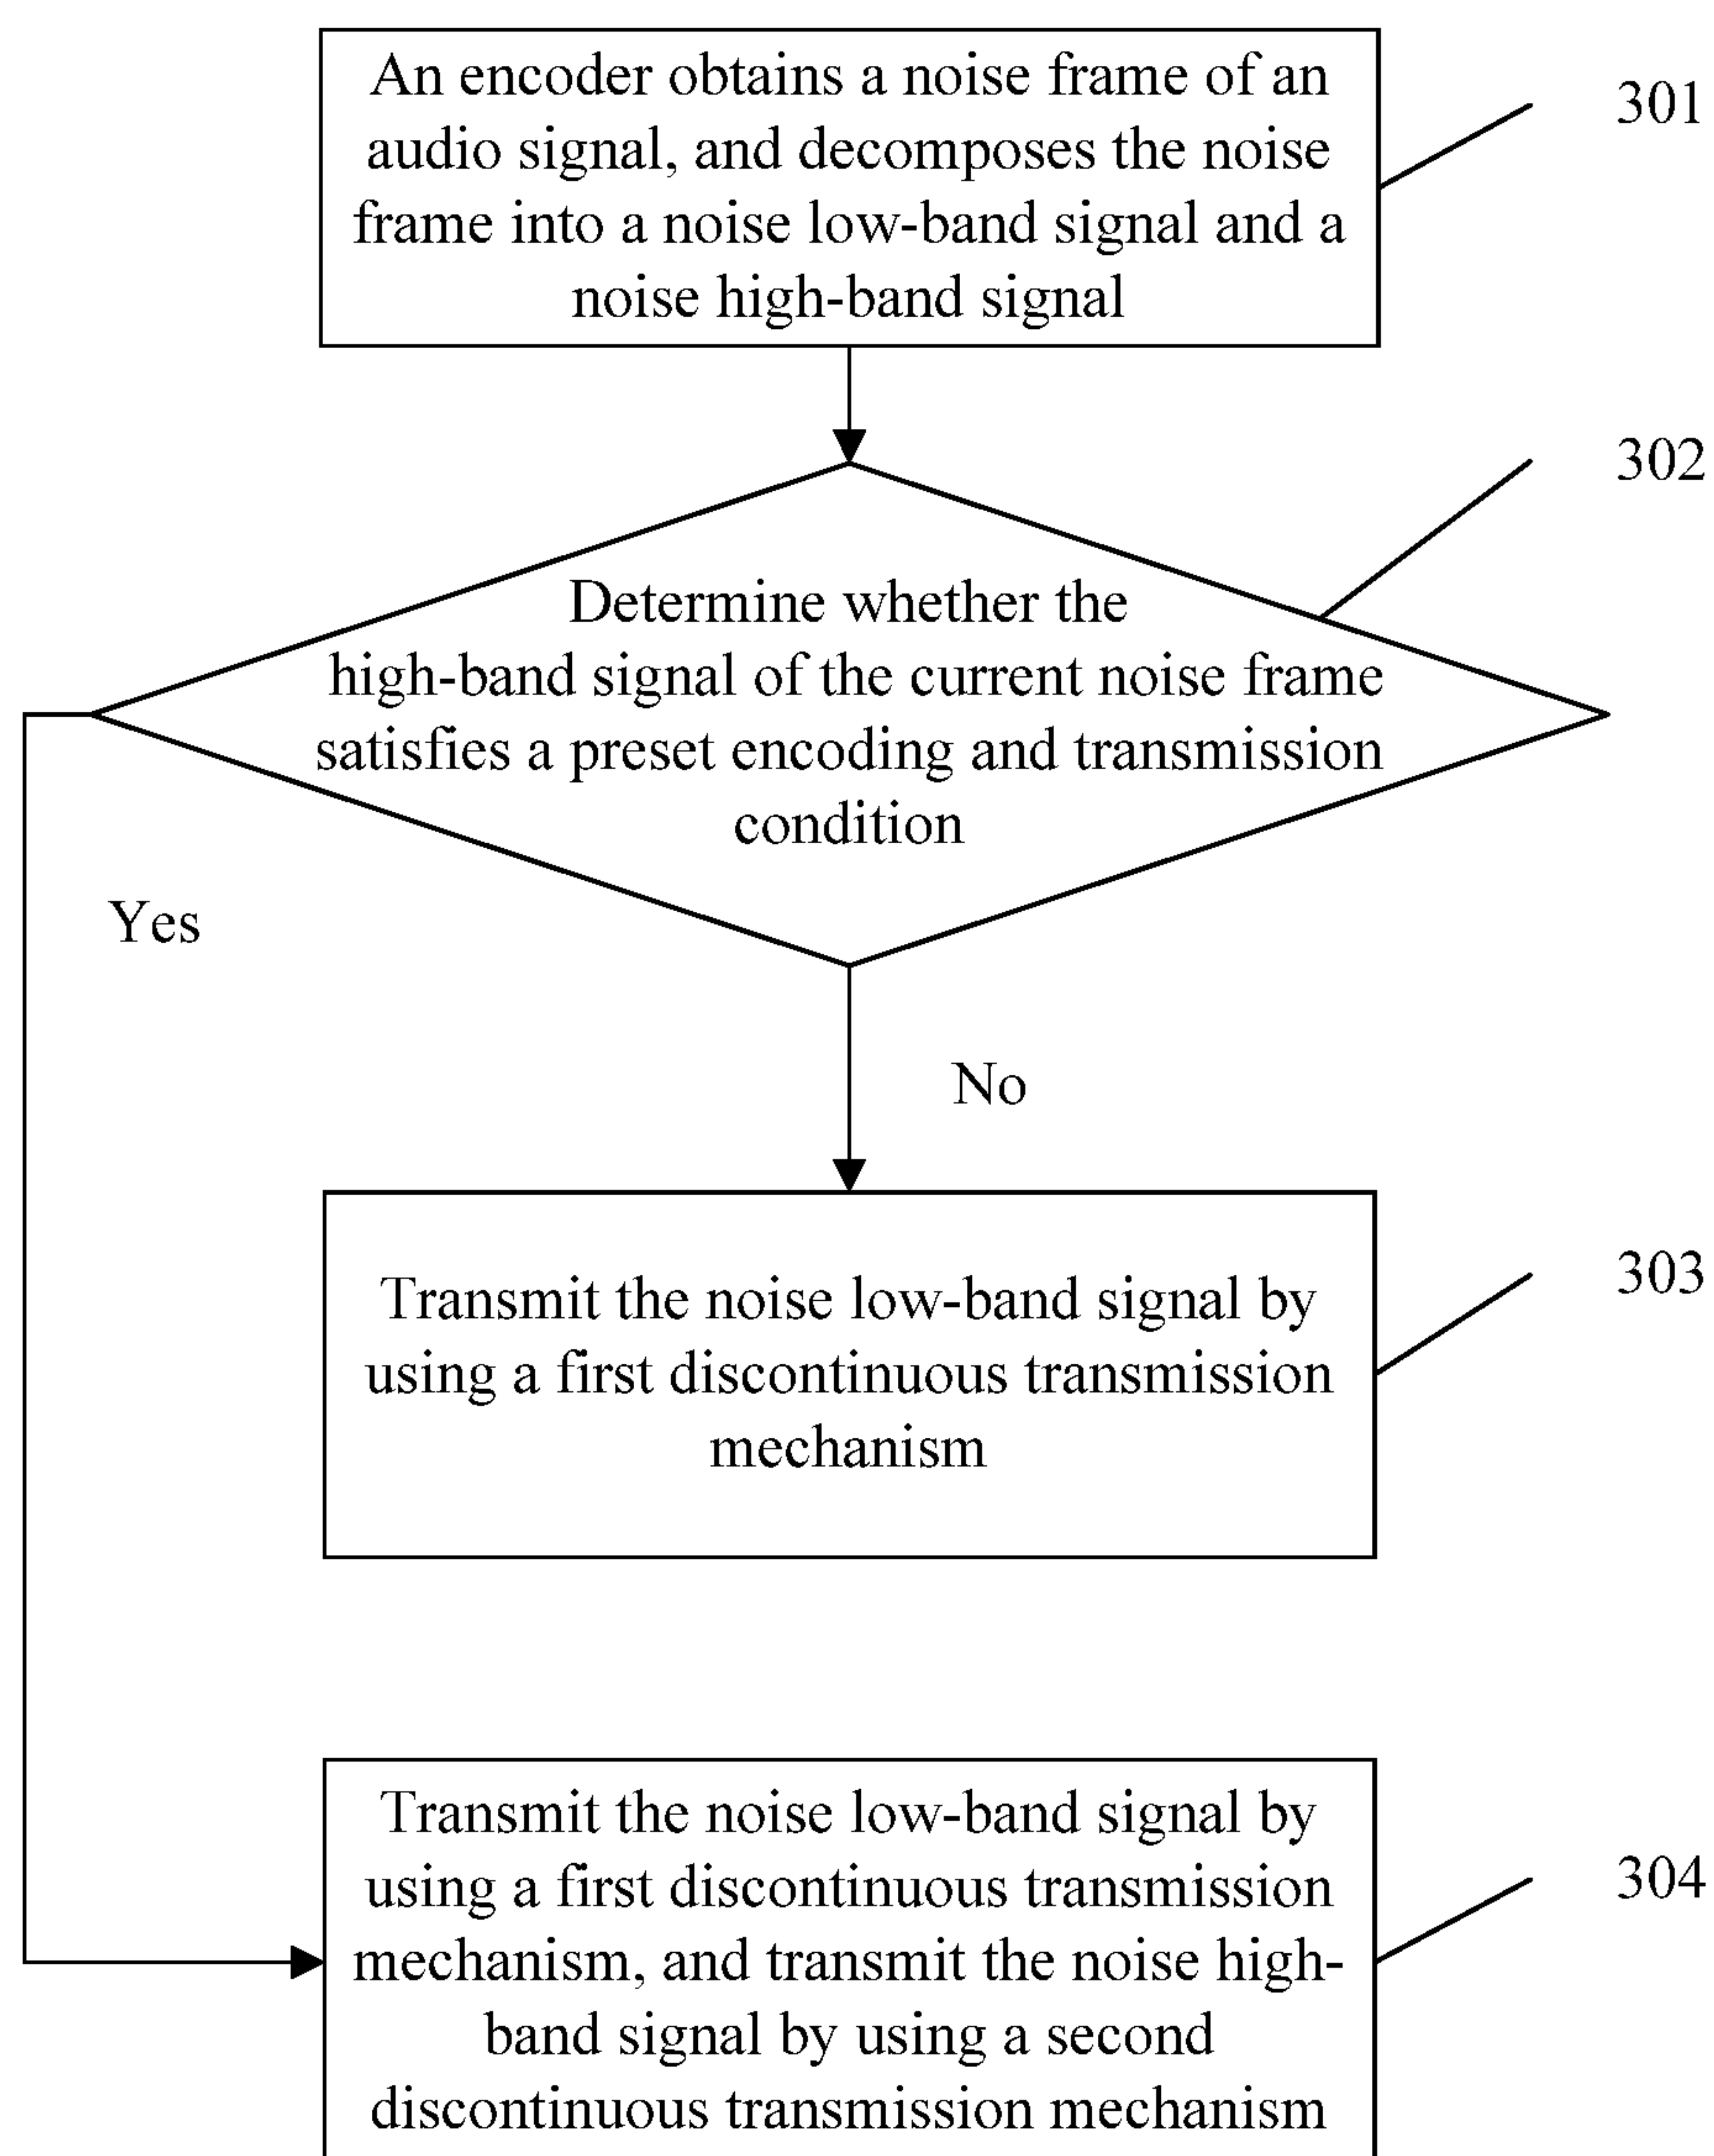 An encoder obtains a noise frame of an
audio signal, and decomposes the noise
frame into a noise low-band signal and a
noise high-band signal
301
302
Determine whether the
high-band signal of the current noise frame
satisfies a preset encoding and transmission
condition
Yes
No
303
Transmit the noise low-band signal by
using a first discontinuous transmission
mechanism
304
Transmit the noise low-band signal by
using a first discontinuous transmission
mechanism, and transmit the noise high-
band signal by using a second
discontinuous transmission mechanism